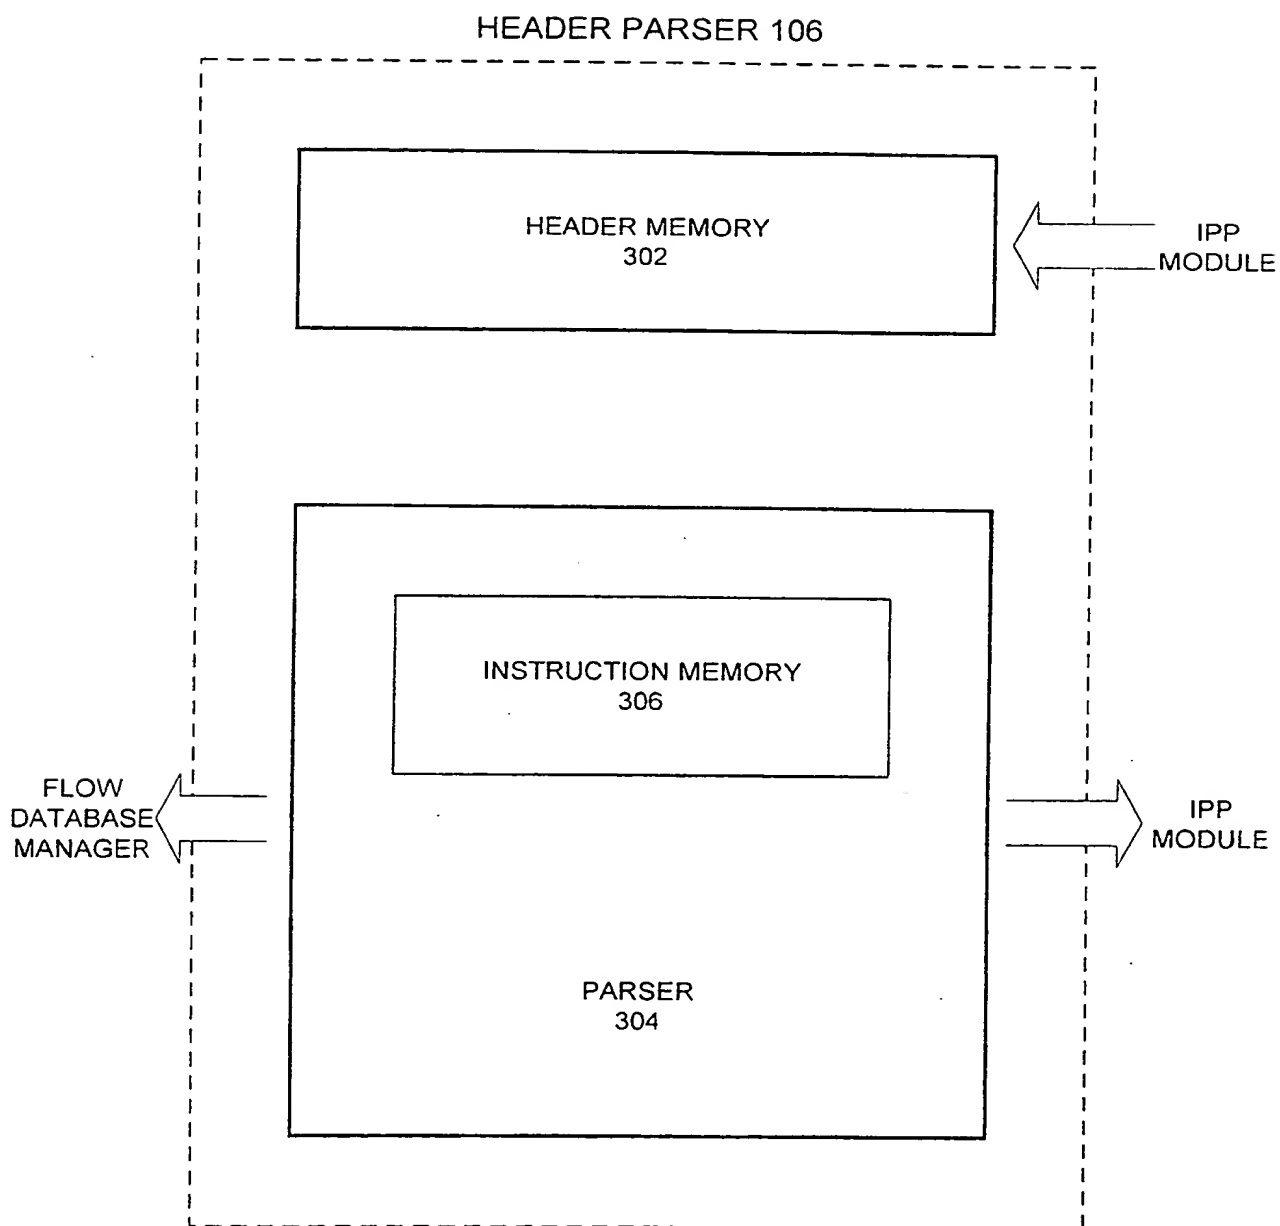 HEADER PARSER 106
HEADER MEMORY
302
IPP
MODULE
INSTRUCTION MEMORY
306
FLOW
DATABASE
MANAGER
IPP
MODULE
PARSER
304